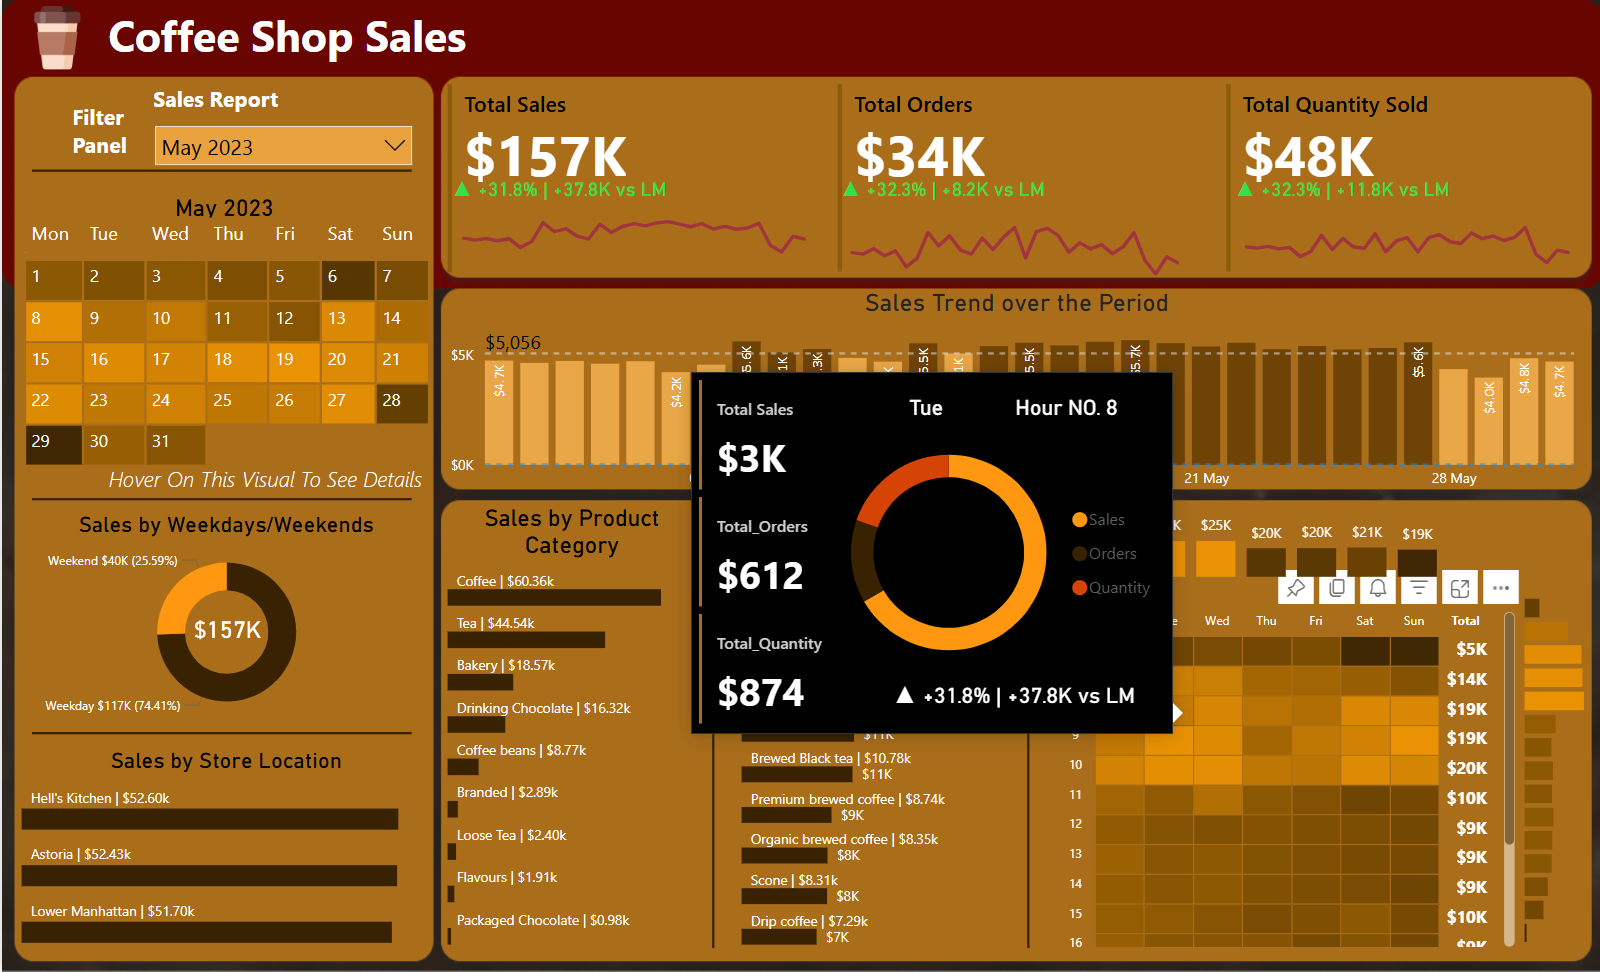 Coffee Shop Sales
Filter
Panel
Sales Report
May 2023
May 2023
Mon Tue Wed Thu Fri Sat Sun
1 2 3 4 5 6 7
8 9 10 11 12 13 14
15 16 17 18 19 20 21
22 23 24 25 26 27 28
29 30 31
Hover On This Visual To See Details
Sales by Weekdays/Weekends
Weekend $40K (25.59%)
$157K
Weekday $117K (74.41%)
Sales by Store Location
Hell's Kitchen | $52.60k
Astoria | $52.43k
Lower Manhattan | $51.70k
Total Sales
$157K
▲ +31.8% | +37.8K vs LM
Total Orders
$34K
▲ +32.3% | +8.2K vs LM
Total Quantity Sold
$48K
▲ +32.3% | +11.8K vs LM
Sales Trend over the Period
$5,056
$5K
$0K
$4.7K
$4.2K
5.6K
1K
.3K
5.5K
1K
5.5K
$5.7K
$5.6K
$4.0K
$4.8K
$4.7K
21 May
28 May
Total Sales
$3K
Total_Orders
$612
Total_Quantity
$874
Tue
Hour NO. 8
Sales
Orders
Quantity
▲ +31.8% | +37.8K vs LM
Sales by Product
Category
Coffee | $60.36k
Tea | $44.54k
Bakery | $18.57k
Drinking Chocolate | $16.32k
Coffee beans | $8.77k
Branded | $2.89k
Loose Tea | $2.40k
Flavours | $1.91k
Packaged Chocolate | $0.98k
$11K
Brewed Black tea | $10.78k
$11K
Premium brewed coffee | $8.74k
$9K
Organic brewed coffee | $8.35k
$8K
Scone | $8.31k
$8K
Drip coffee | $7.29k
$7K
K $25K $20K $20K $21K $19K
e Wed Thu Fri Sat Sun Total
$5K
$14K
$19K
9 $19K
10 $20K
11 $10K
12 $9K
13 $9K
14 $9K
15 $10K
16 $9K